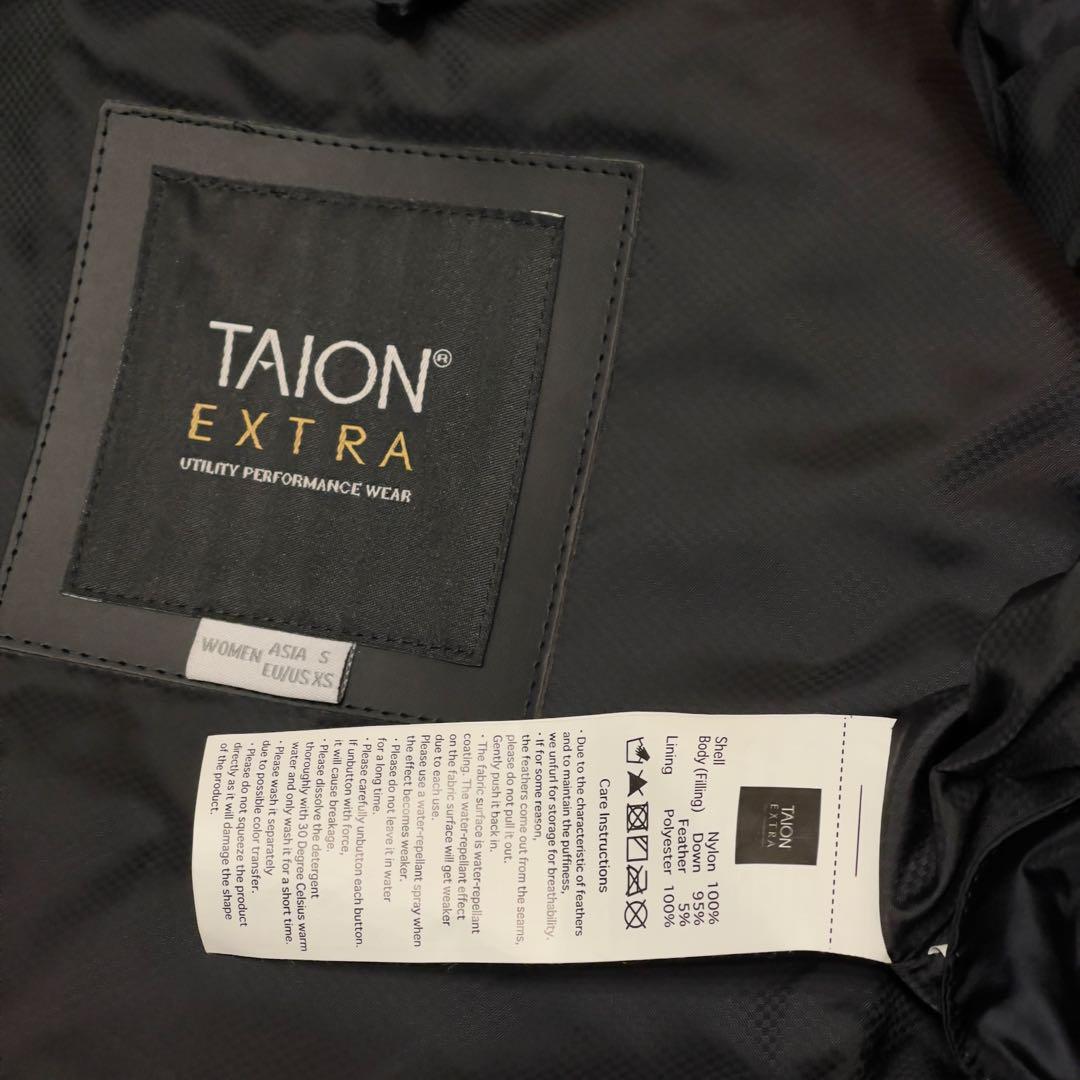 TAION®
EXTRA
UTILITY PERFORMANCE WEAR
WOMEN ASIA S
EU/US XS
TAION
EXTRA
Shell Nylon 100%
Body (Filling) Down 95%
Feather 5%
Lining Polyester 100%
Care Instructions
· Due to the characteristic of feathers
and to maintain the puffiness,
we unfurl for storage for breathability.
· If for some reason,
the feathers come out from the seams,
please do not pull it out.
Gently push it back in.
· The fabric surface is water-repellant
coating. The water-repellant effect
on the fabric surface will get weaker
due to each use.
Please use a water-repellant spray when
the effect becomes weaker.
· Please do not leave it in water
for a long time.
· Please carefully unbutton each button.
If unbutton with force,
it will cause breakage.
· Please dissolve the detergent
thoroughly with 30 Degree Celsius warm
water and only wash it for a short time.
· Please wash it separately
due to possible color transfer.
· Please do not squeeze the product
directly as it will damage the shape
of the product.